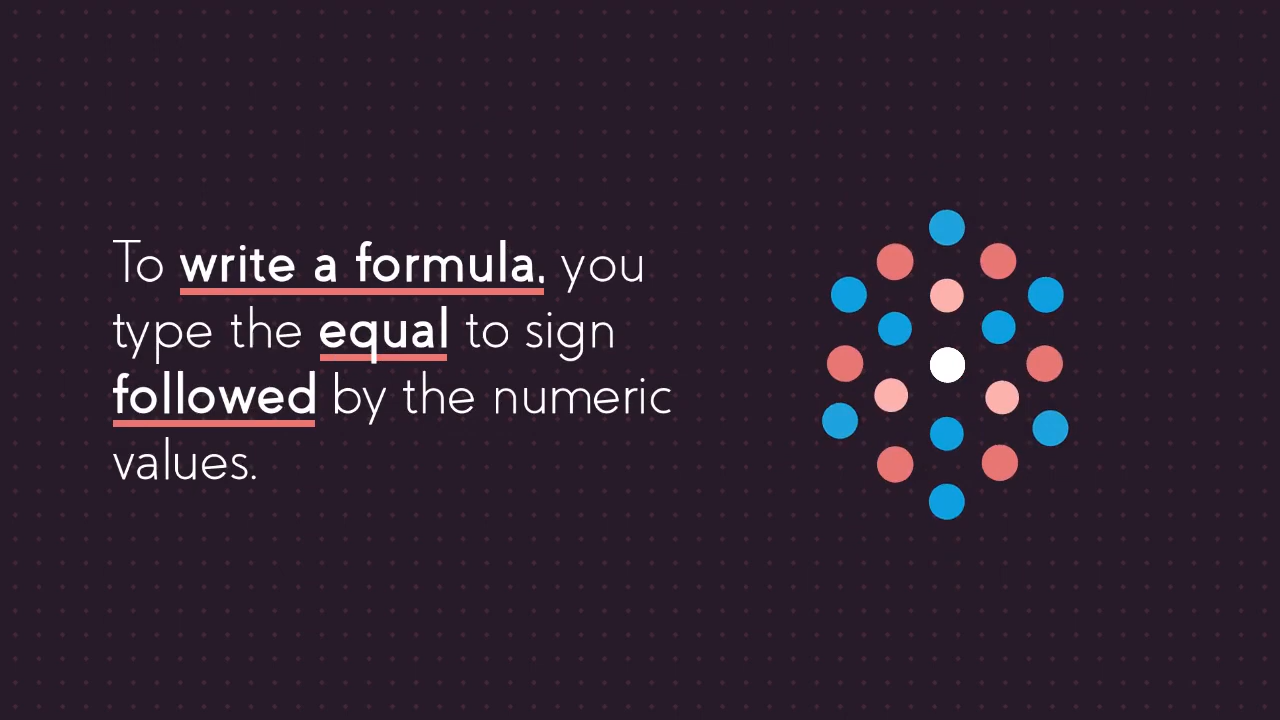 To write a formula, you
type the equal to sign
followed by the numeric
values.